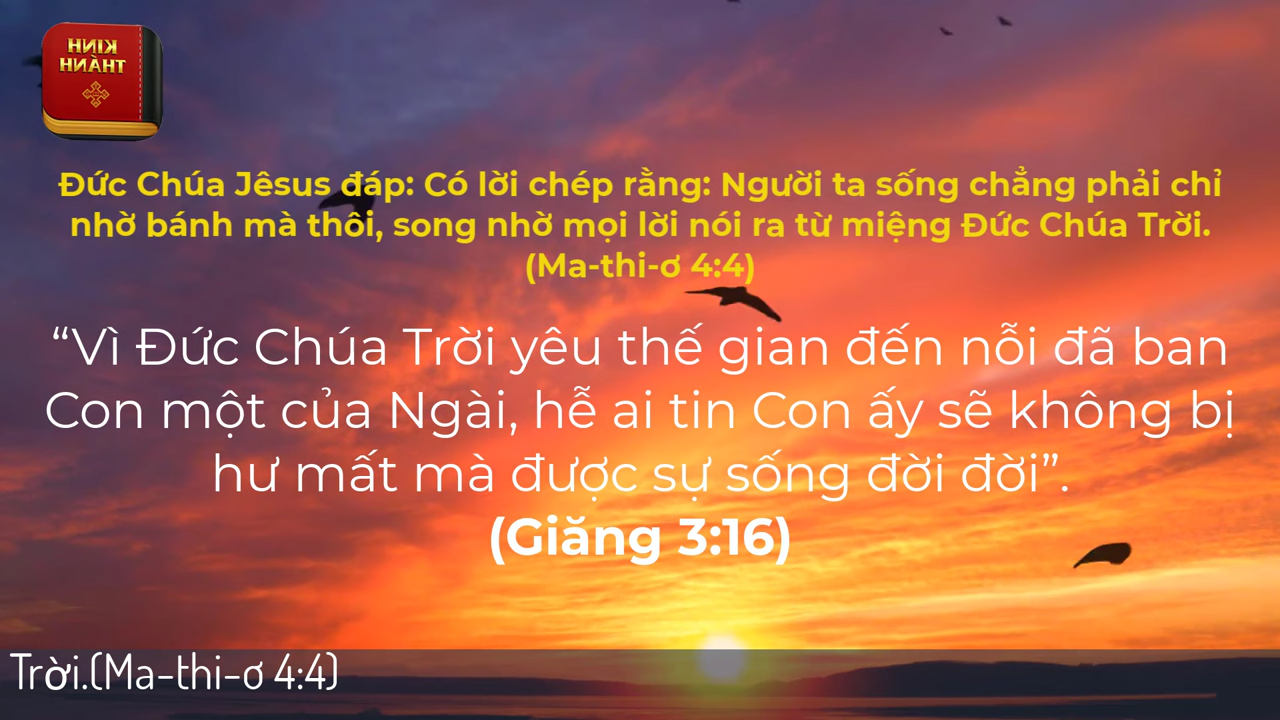 KINH
THÁNH
Đức Chúa Jêsus đáp: Có lời chép rằng: Người ta sống chẳng phải chỉ
nhờ bánh mà thôi, song nhờ mọi lời nói ra từ miệng Đức Chúa Trời.
(Ma-thi-ơ 4:4)
“Vì Đức Chúa Trời yêu thế gian đến nỗi đã ban
Con một của Ngài, hễ ai tin Con ấy sẽ không bị
hư mất mà được sự sống đời đời”.
(Giăng 3:16)
Trời.(Ma-thi-ơ 4:4)